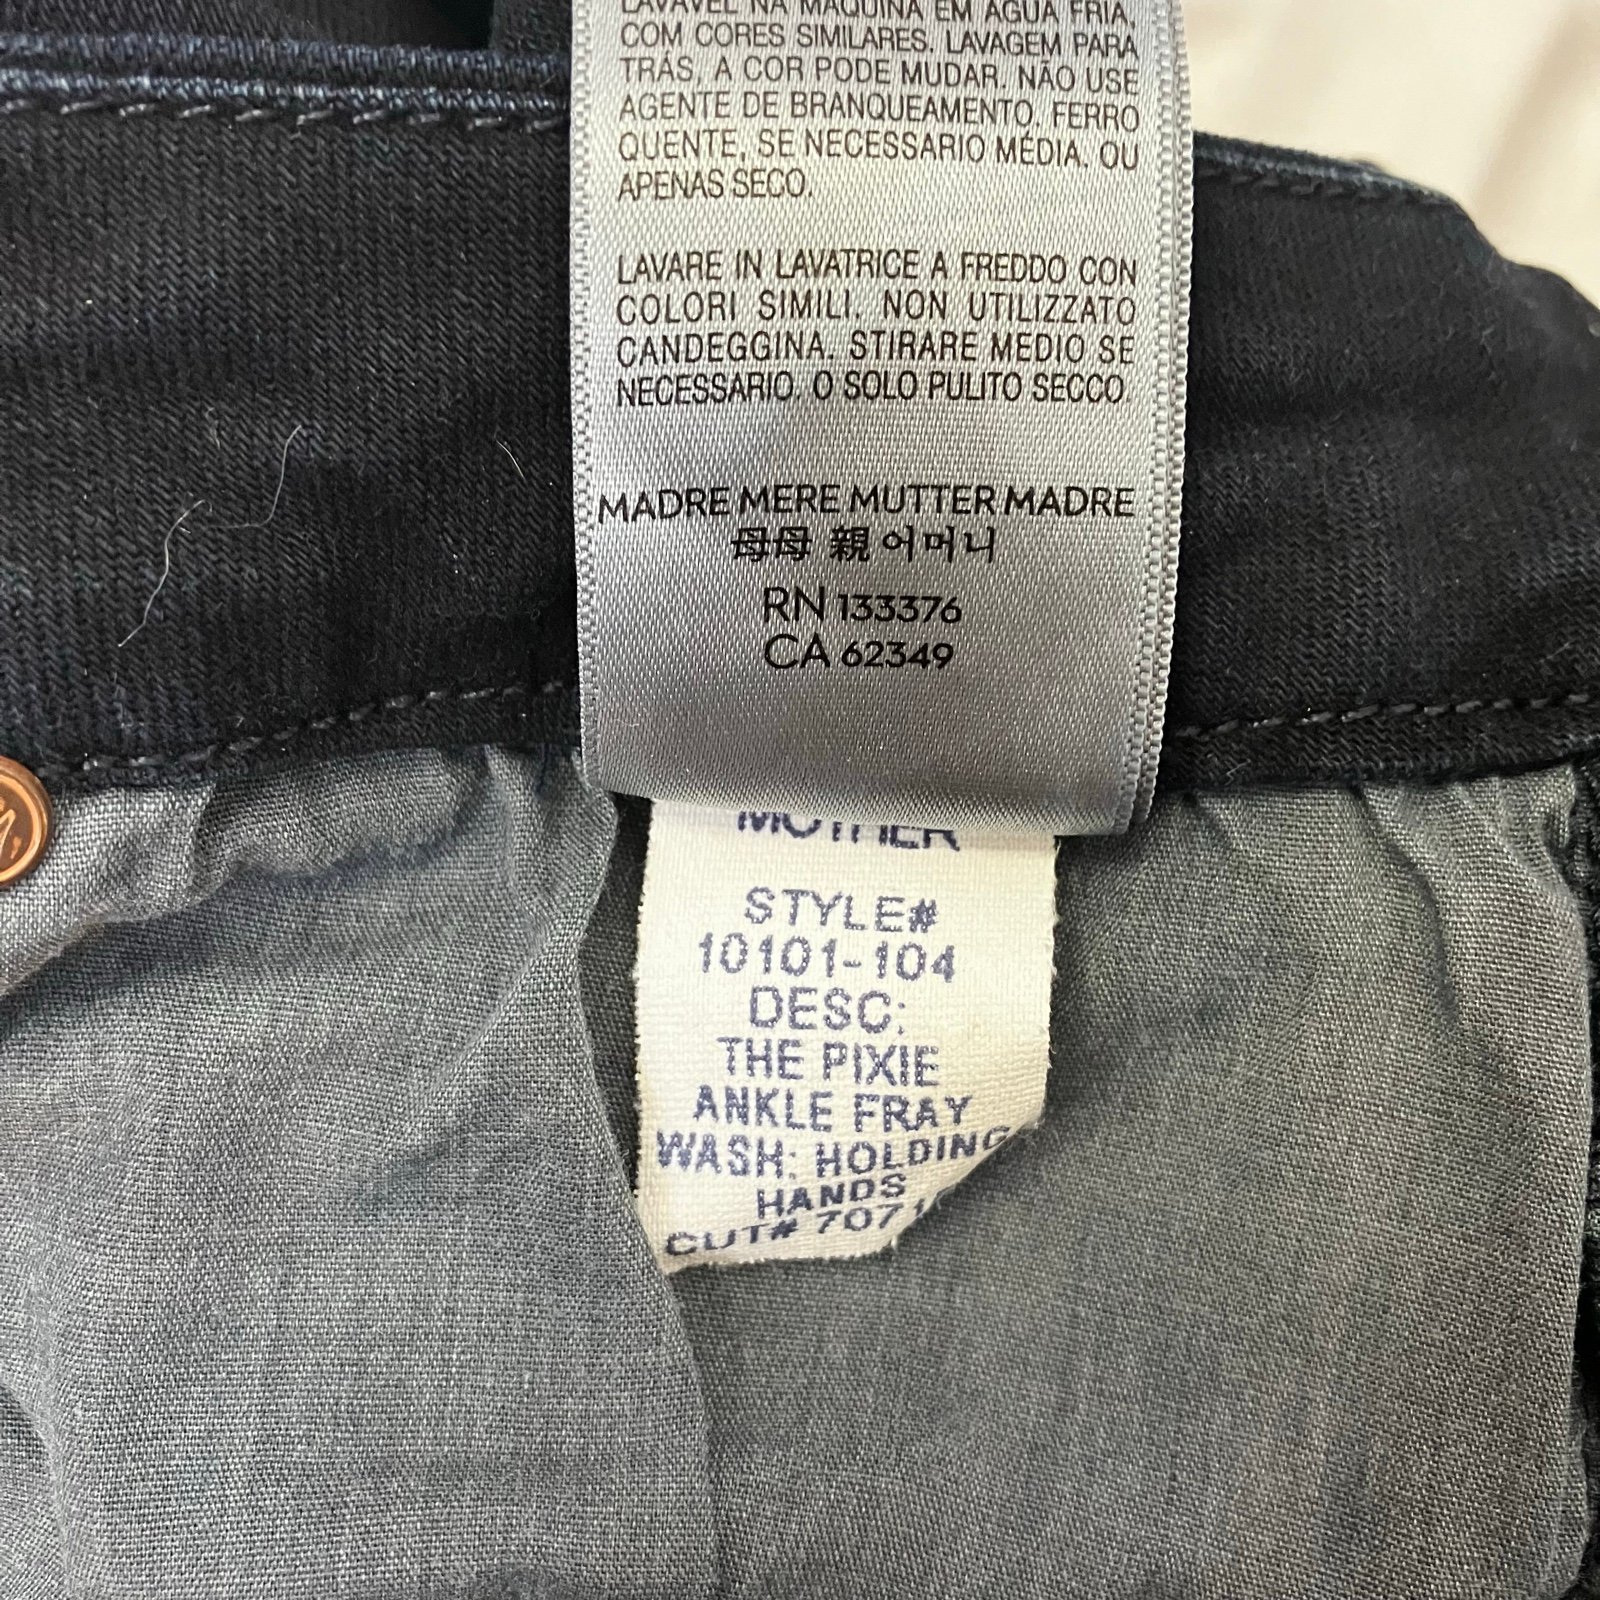 LAVAVEL NA MAQUINA EM AGUA FRIA,
COM CORES SIMILARES. LAVAGEM PARA
TRÁS, A COR PODE MUDAR. NÃO USE
AGENTE DE BRANQUEAMENTO. FERRO
QUENTE, SE NECESSARIO MÉDIA. OU
APENAS SECO.
LAVARE IN LAVATRICE A FREDDO CON
COLORI SIMILI. NON UTILIZZATO
CANDEGGINA. STIRARE MEDIO SE
NECESSARIO. O SOLO PULITO SECCO
MADRE MERE MUTTER MADRE
母母 親 어머니
RN 133376
CA 62349
MOTHER
STYLE#
10101-104
DESC:
THE PIXIE
ANKLE FRAY
WASH: HOLDING
HANDS
CUT# 7071